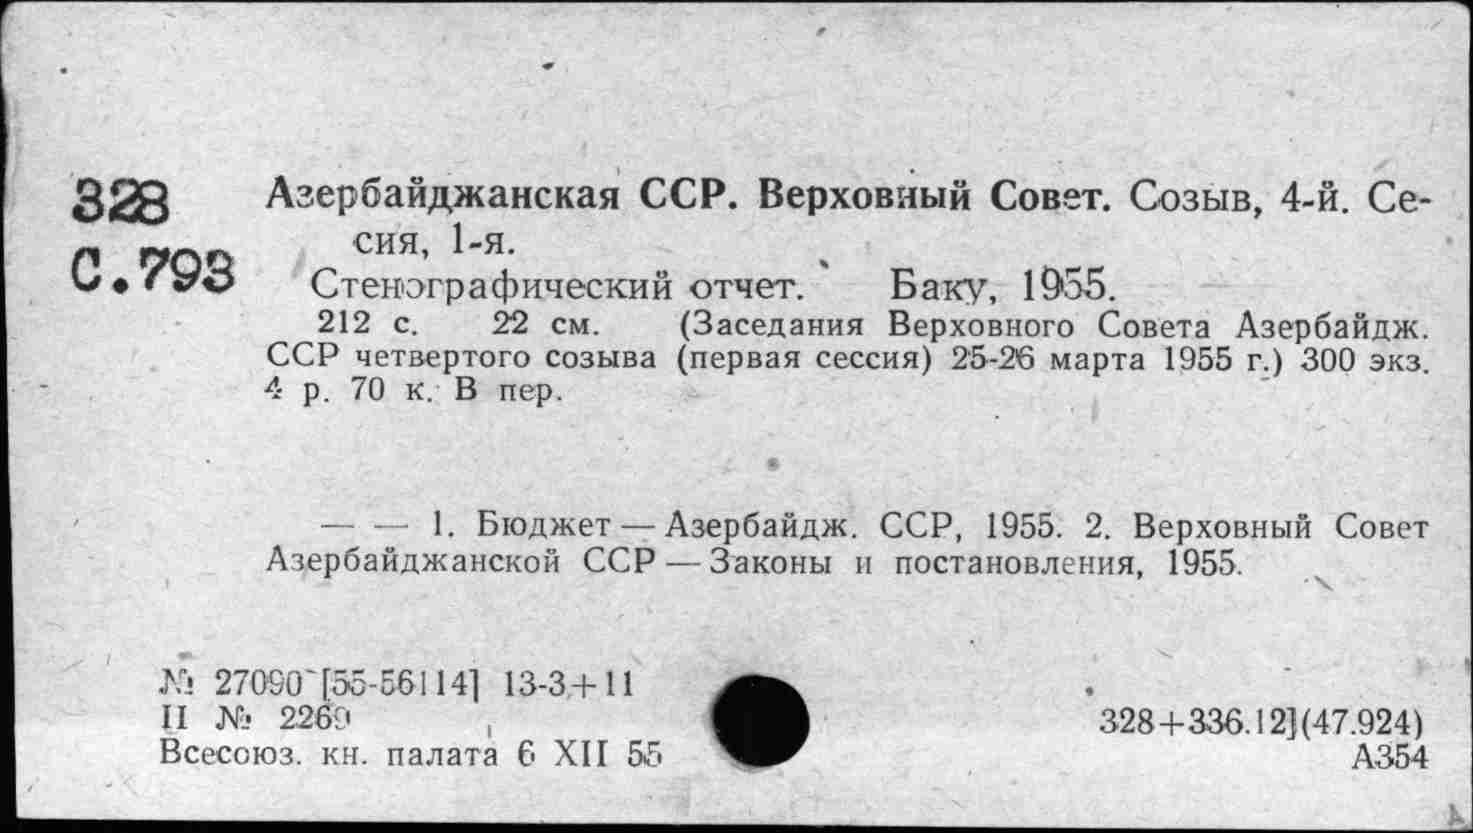 328 Азербайджанская ССР. Верховный Совет. Созыв, 4-й. Се-
сия, 1-я.
С.793 Стенографический отчет. Баку, 1955.
212 с. 22 см. (Заседания Верховного Совета Азербайдж.
ССР четвертого созыва (первая сессия) 25-26 марта 1955 г.) 300 экз.
4 р. 70 к. В пер.
— — 1. Бюджет — Азербайдж. ССР, 1955. 2. Верховный Совет
Азербайджанской ССР — Законы и постановления, 1955.
№ 27090 [55-56114] 13-3+11
II № 2269
328+336.12](47.924)
Всесоюз. кн. палата 6 XII 55
А354